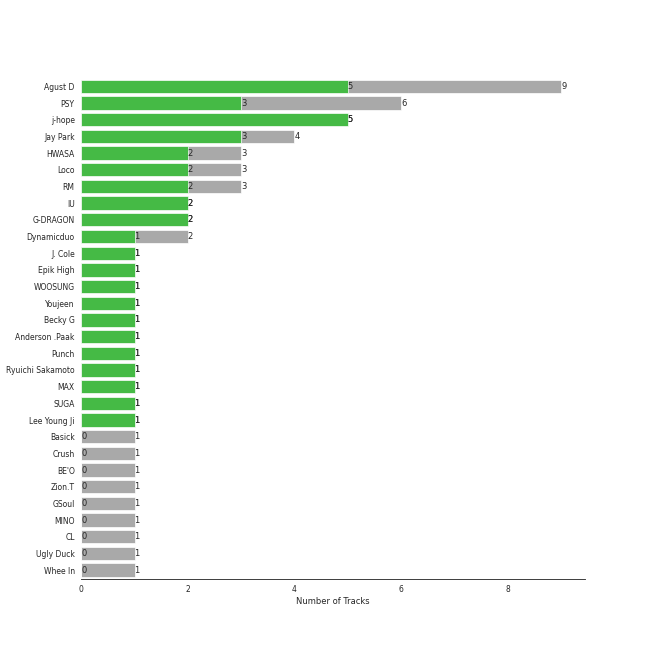 Agust D 5 9
PSY 3 6
j-hope 5
Jay Park 3 4
HWASA 2 3
Loco 2 3
RM 2 3
IU 2
G-DRAGON 2
Dynamicduo 1 2
J. Cole 1
Epik High 1
WOOSUNG 1
Youjeen 1
Becky G 1
Anderson .Paak 1
Punch 1
Ryuichi Sakamoto 1
MAX 1
SUGA 1
Lee Young Ji 1
Basick 0 1
Crush 0 1
BE'O 0 1
Zion.T 0 1
GSoul 0 1
MINO 0 1
CL 0 1
Ugly Duck 0 1
Whee In 0 1
0 2 4 6 8
Number of Tracks